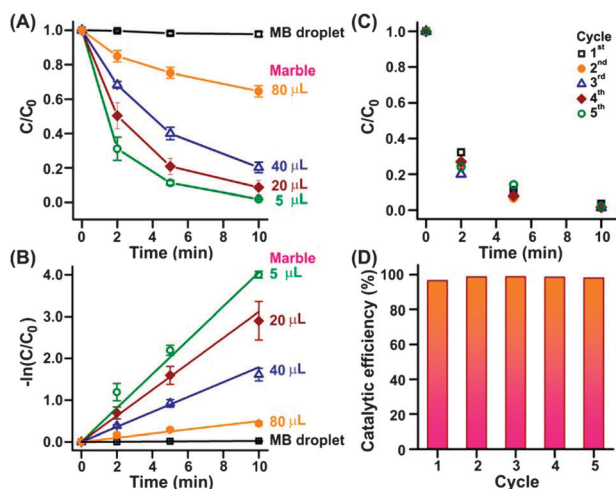 (A)
C/C0
1.0
0.8
0.6
0.4
0.2
0.0
0 2 4 6 8 10
Time (min)
MB droplet
Marble
80 μL
40 μL
20 μL
5 μL
(B)
-ln(C/C0)
4.0
3.0
2.0
1.0
0.0
0 2 4 6 8 10
Time (min)
Marble
5 μL
20 μL
40 μL
80 μL
MB droplet
(C)
C/C0
1.0
0.8
0.6
0.4
0.2
0.0
0 2 4 6 8 10
Time (min)
Cycle
1st
2nd
3rd
4th
5th
(D)
Catalytic efficiency (%)
100
80
60
40
20
0
1 2 3 4 5
Cycle